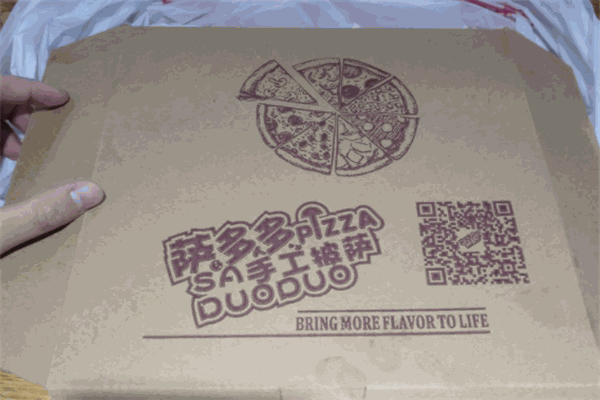 萨多多PIZZA
SA手工披萨
DUODUO
BRING MORE FLAVOR TO LIFE